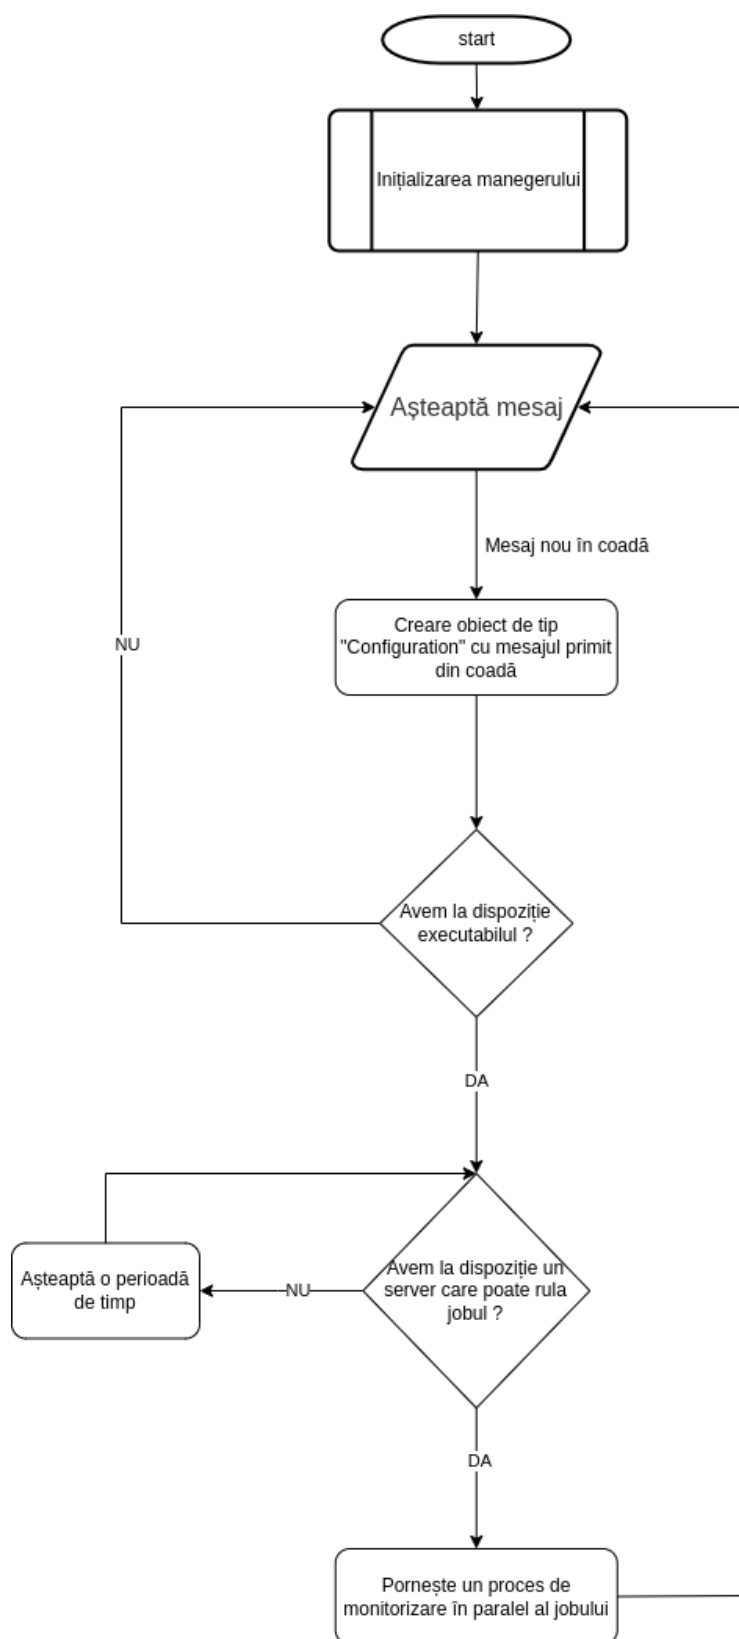 start
Inițializarea manegerului
Așteaptă mesaj
Mesaj nou în coadă
Creare obiect de tip
"Configuration" cu mesajul primit
din coadă
NU
Avem la dispoziție
executabilul ?
DA
Avem la dispoziție un
server care poate rula
jobul ?
NU
Așteaptă o perioadă
de timp
DA
Pornește un proces de
monitorizare în paralel al jobului